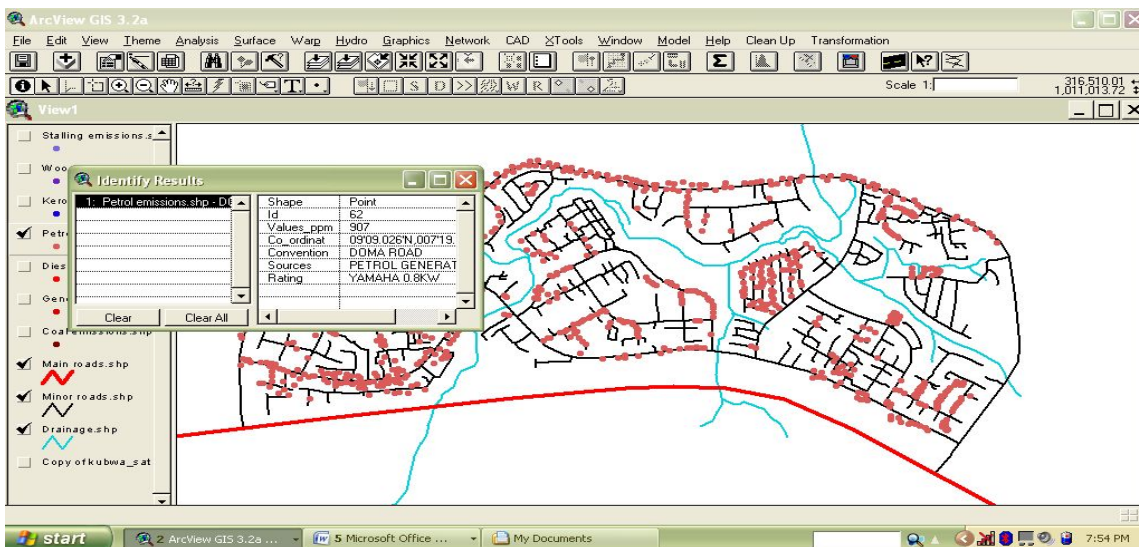 ArcView GIS 3.2a
File Edit View Theme Analysis Surface Warp Hydro Graphics Network CAD XTools Window Model Help Clean Up Transformation
S D W R Scale 1: 316,510.01
1,011,013.72
View1
Stalling emissions.s
Woo
Kero
Petr
Dies
Gen
Coal emissions.shp
Main roads.shp
Minor roads.shp
Drainage.shp
Copy of kubwa_sat
Identify Results
1: Petrol emissions.shp - D
Shape Point
Id 62
Values_ppm 907
Co_ordinat 09'09.026'N,007'19.
Convention DOMA ROAD
Sources PETROL GENERAT
Rating YAMAHA 0.8KW
Clear Clear All
start 2 ArcView GIS 3.2a ... 5 Microsoft Office ... My Documents 7:54 PM